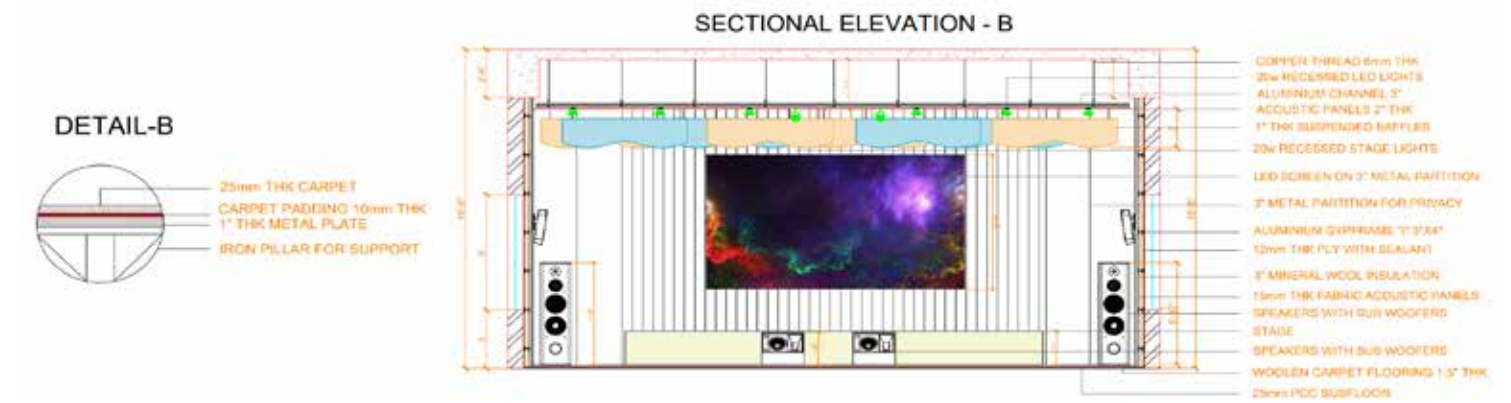 SECTIONAL ELEVATION - B
DETAIL-B
25mm THK CARPET
CARPET PADDING 10mm THK
1" THK METAL PLATE
IRON PILLAR FOR SUPPORT
COPPER THREAD 6mm THK
20w RECESSED LED LIGHTS
ALUMINIUM CHANNEL 3"
ACOUSTIC PANELS 2" THK
1" THK SUSPENDED BAFFLES
20w RECESSED STAGE LIGHTS
LED SCREEN ON 3" METAL PARTITION
3" METAL PARTITION FOR PRIVACY
ALUMINIUM GYPFRAME
12mm THK PLY WITH SEALANT
MINERAL WOOL INSULATION
15mm THK FABRIC ACOUSTIC PANELS
SPEAKERS WITH SUB WOOFERS
STAGE
SPEAKERS WITH SUB WOOFERS
WOOLEN CARPET FLOORING 1.5" THK
25mm PCC SUBFLOOR